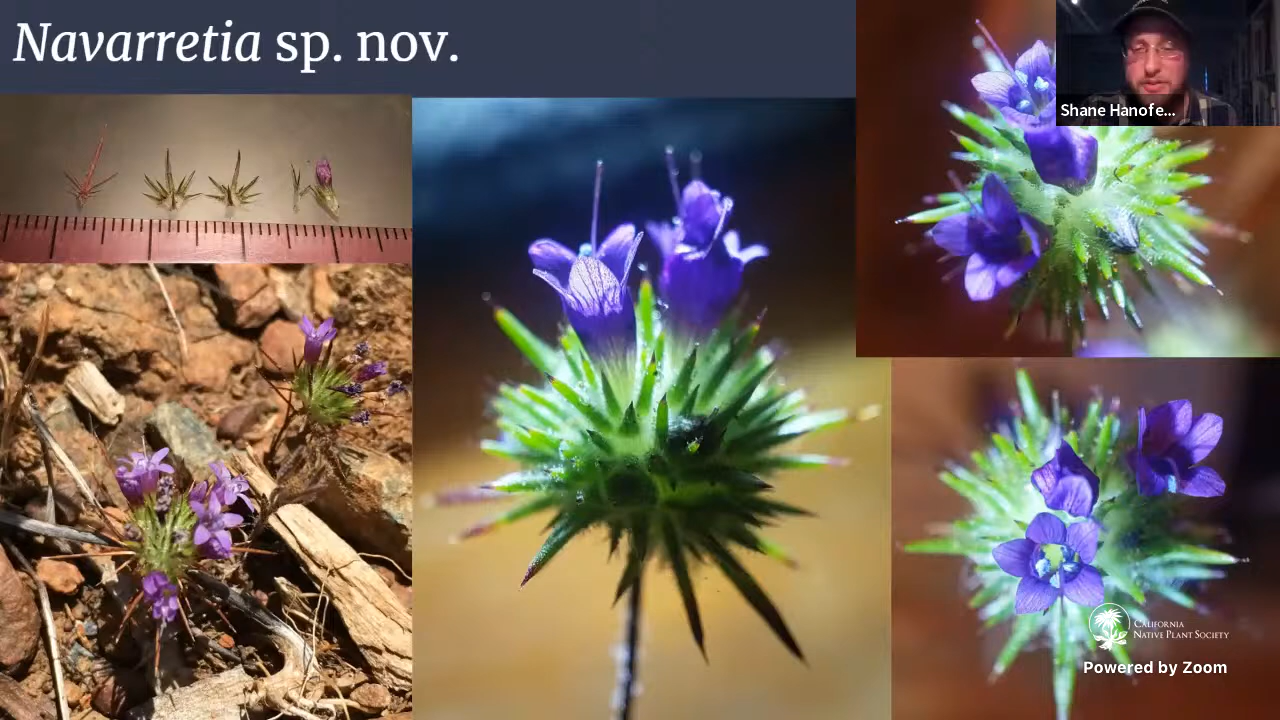 Navarretia sp. nov.
Shane Hanofe...
CALIFORNIA
NATIVE PLANT SOCIETY
Powered by Zoom